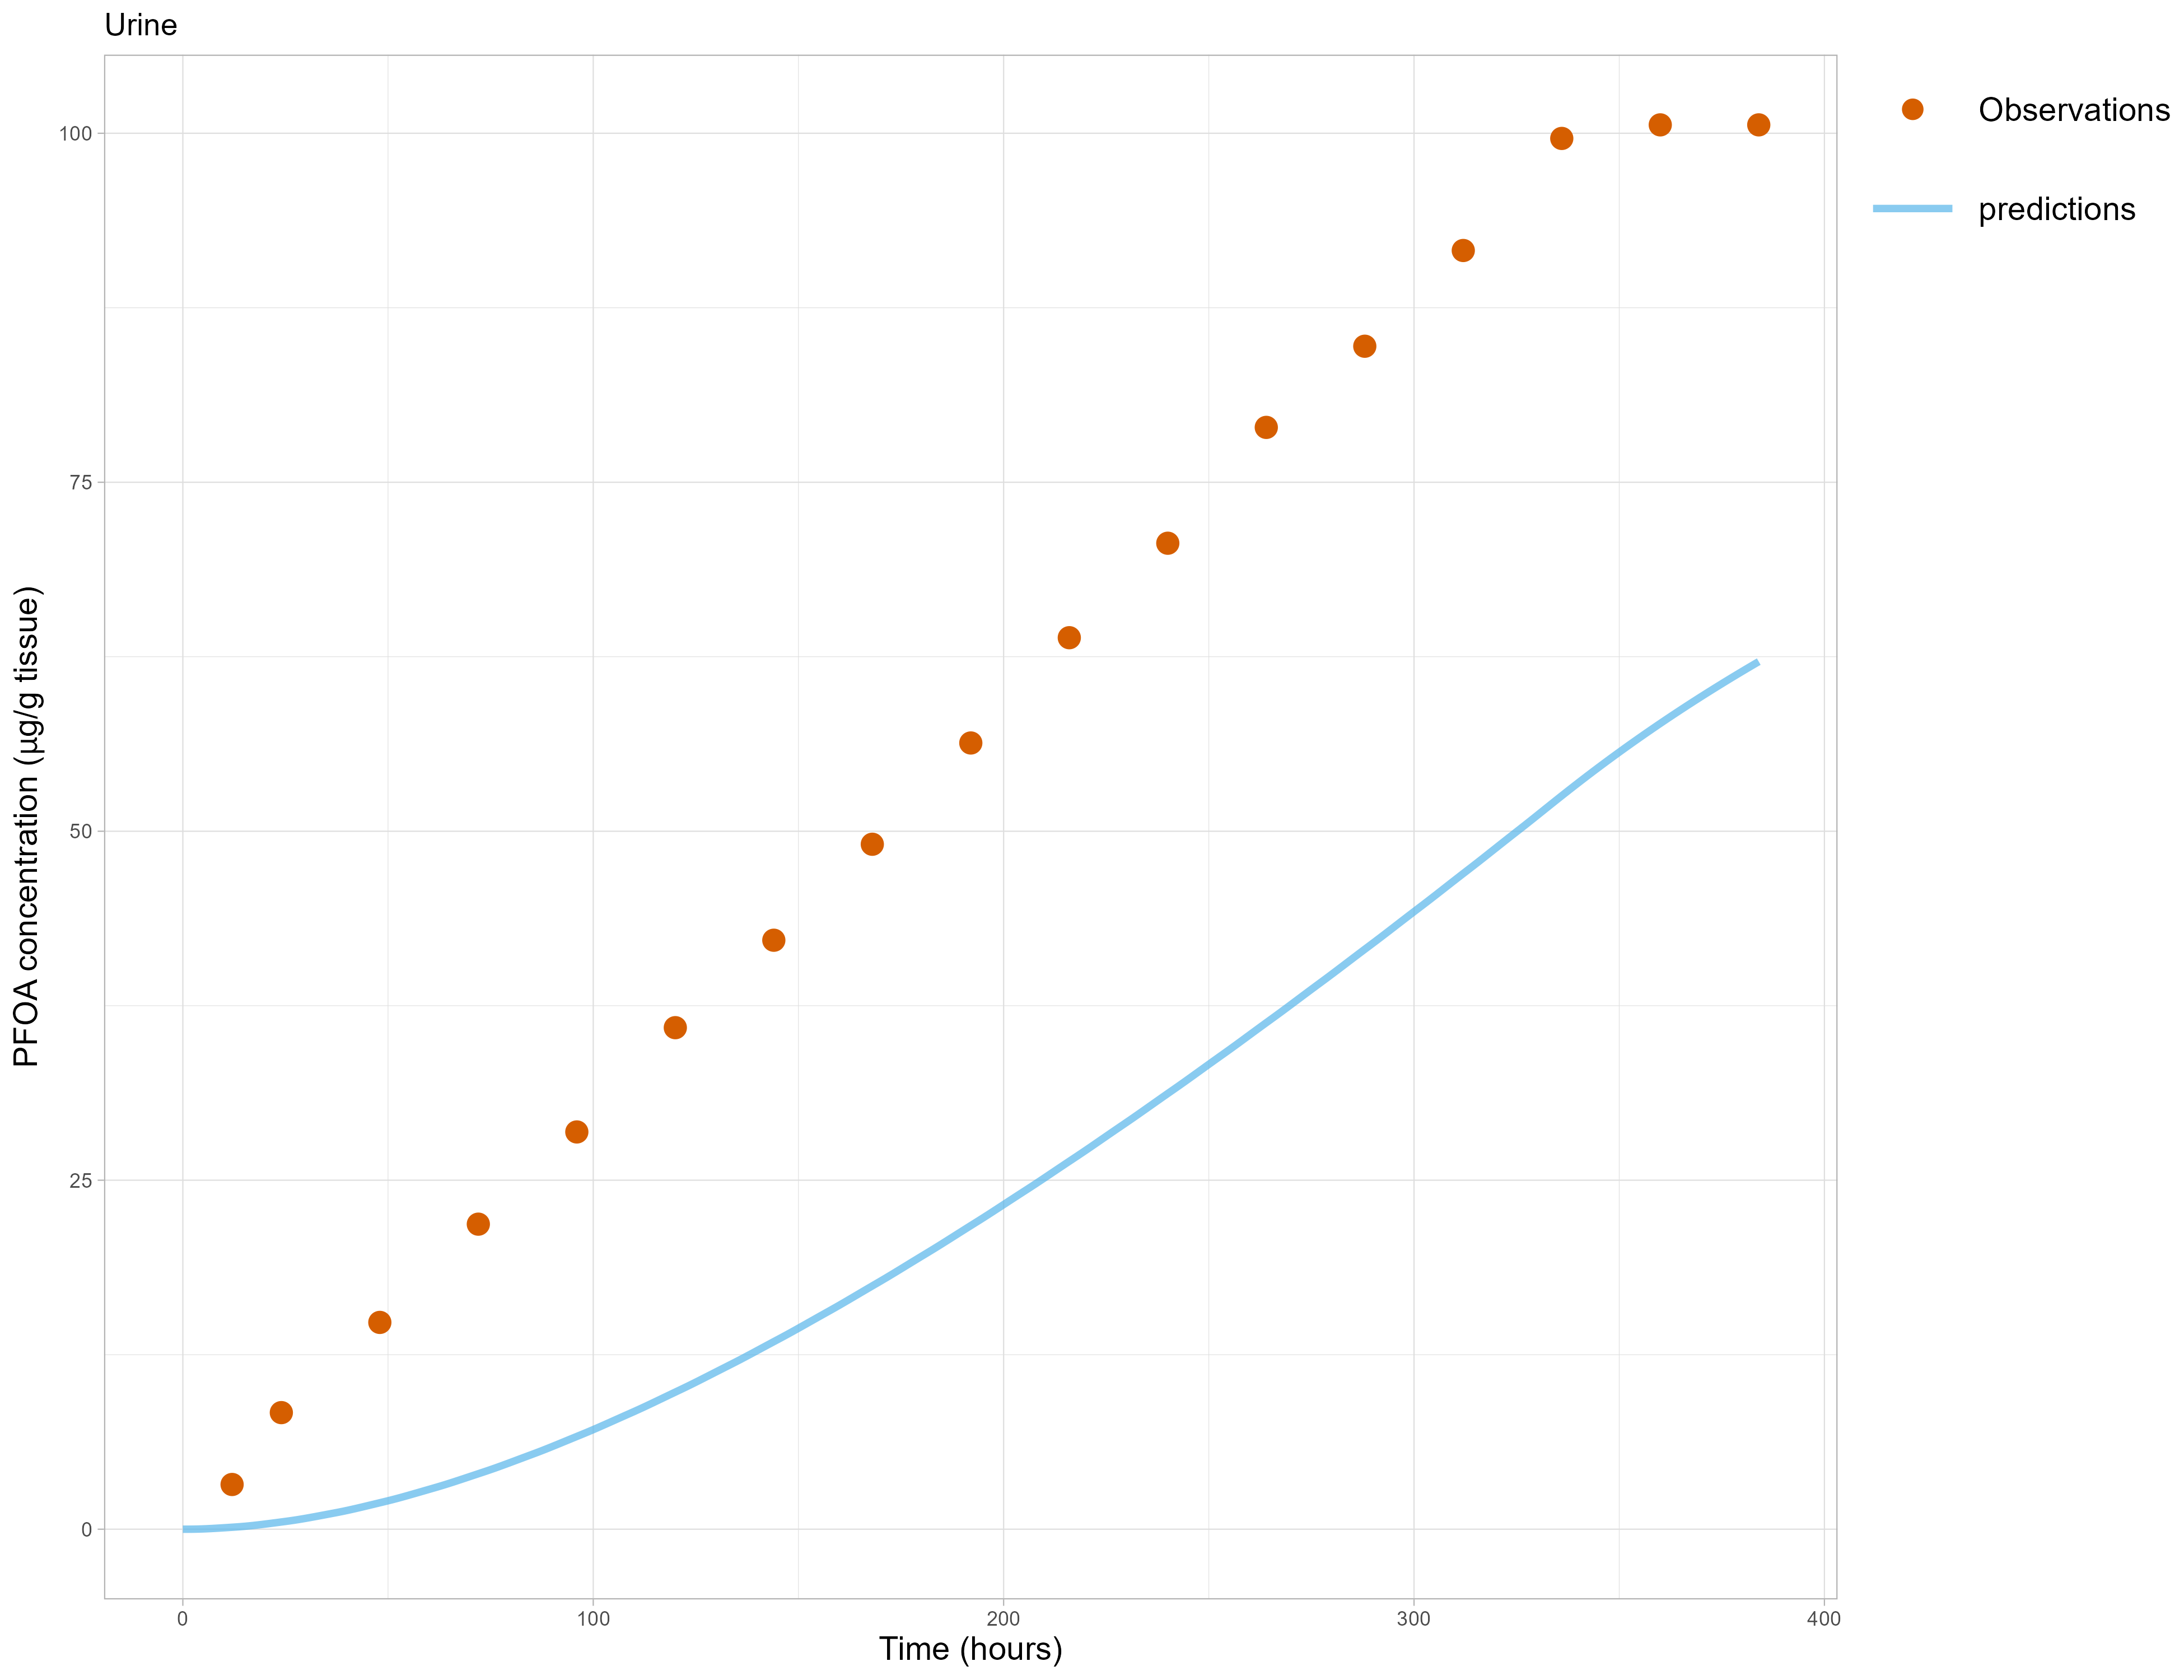 Urine
Observations
predictions
100
75
50
25
0
PFOA concentration (µg/g tissue)
0
100
200
300
400
Time (hours)